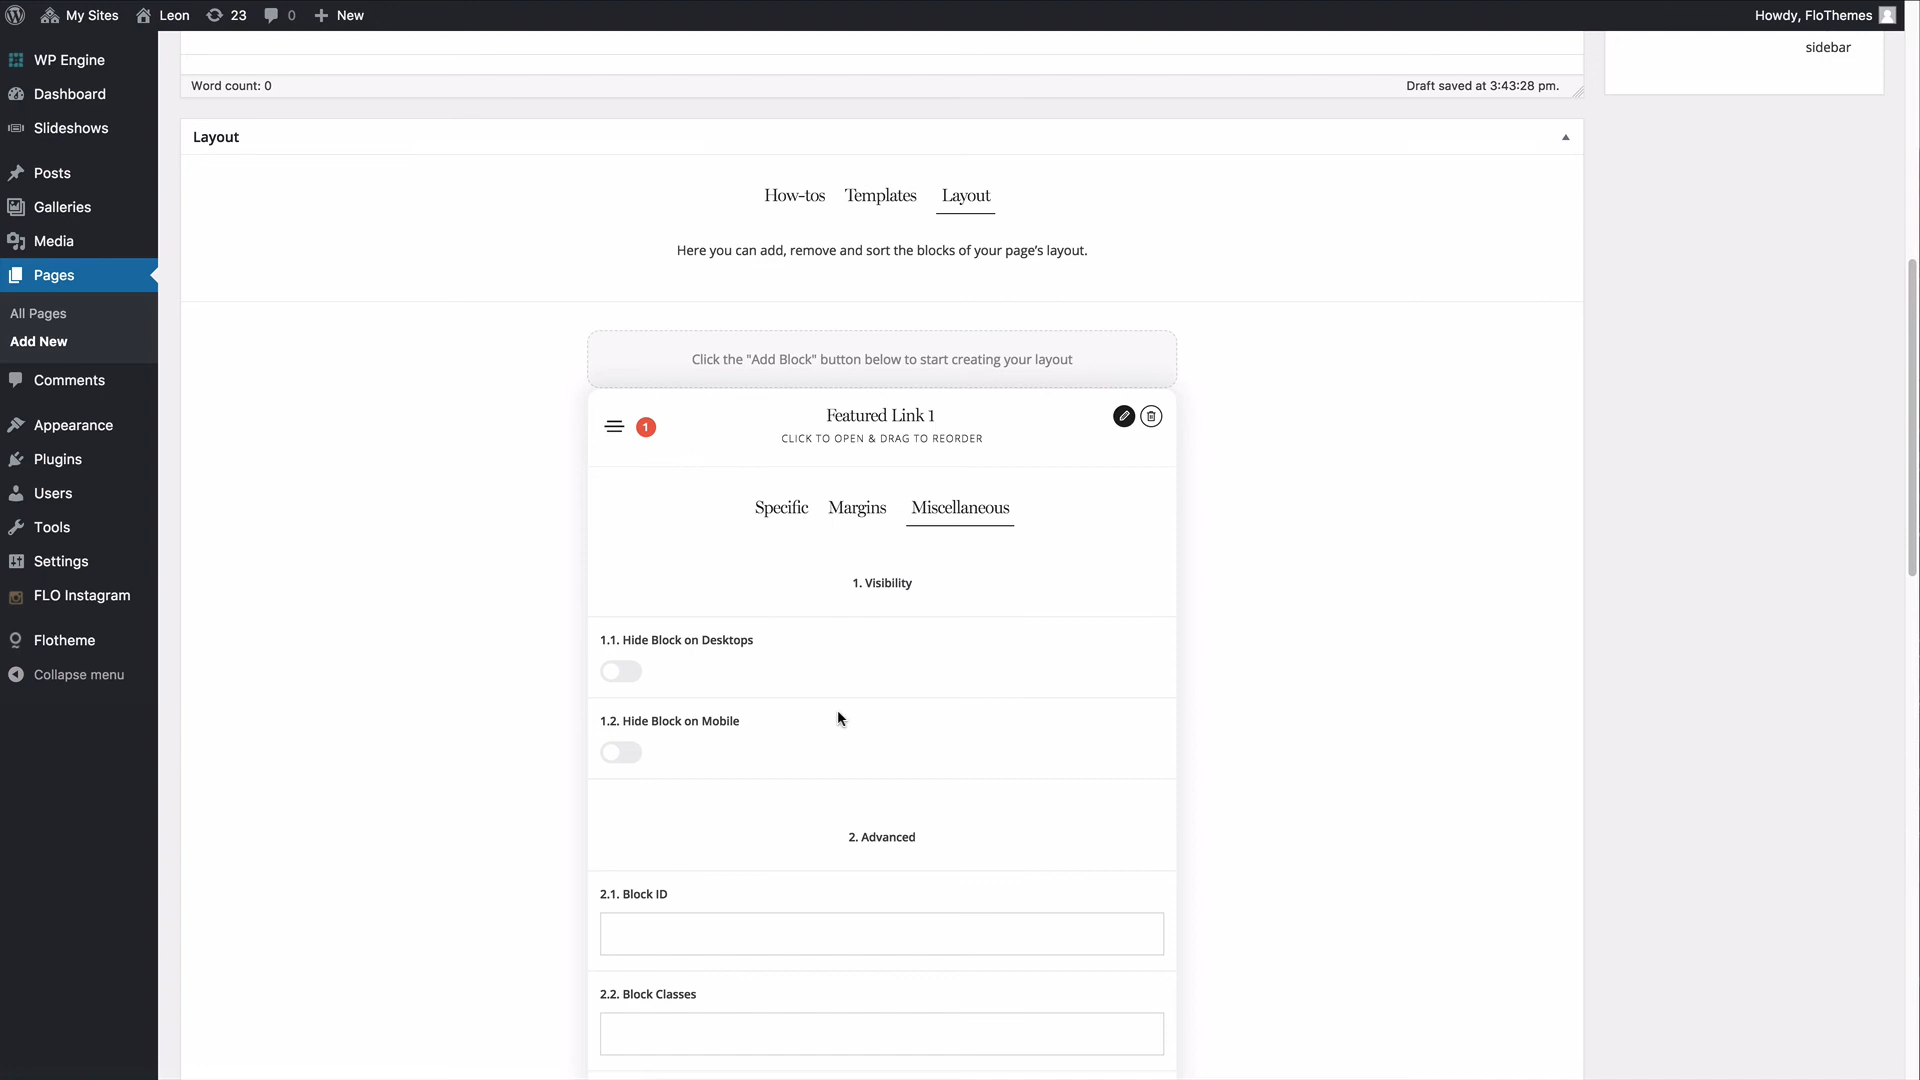 My Sites
Leon
23
0
New
Howdy, FloThemes
WP Engine
Dashboard
Slideshows
Posts
Galleries
Media
Pages
All Pages
Add New
Comments
Appearance
Plugins
Users
Tools
Settings
FLO Instagram
Flotheme
Collapse menu
sidebar
Word count: 0
Draft saved at 3:43:28 pm.
Layout
How-tos Templates Layout
Here you can add, remove and sort the blocks of your page's layout.
Click the "Add Block" button below to start creating your layout
1
Featured Link 1
CLICK TO OPEN & DRAG TO REORDER
Specific Margins Miscellaneous
1. Visibility
1.1. Hide Block on Desktops
1.2. Hide Block on Mobile
2. Advanced
2.1. Block ID
2.2. Block Classes